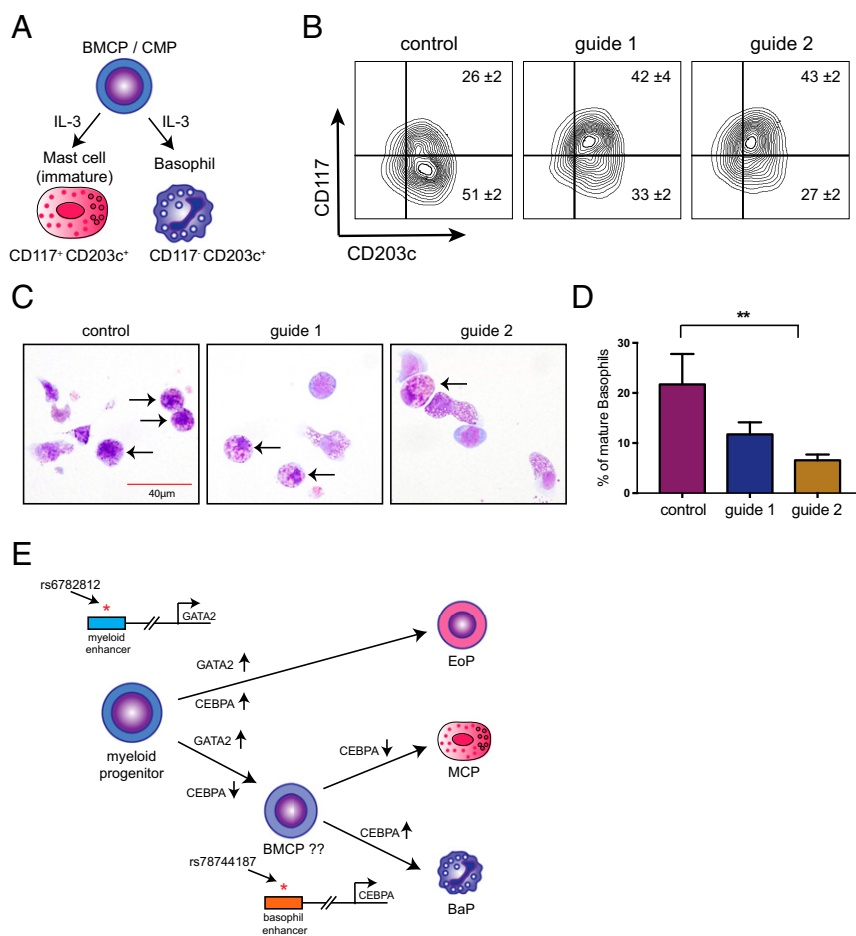 A
BMCP / CMP
IL-3 IL-3
Mast cell
(immature)
Basophil
CD117+ CD203c+ CD117- CD203c+
B
control guide 1 guide 2
26 ±2 42 ±4 43 ±2
51 ±2 33 ±2 27 ±2
CD117
CD203c
C
control guide 1 guide 2
40μm
D
**
% of mature Basophils
30
20
10
0
control guide 1 guide 2
E
rs6782812
*
GATA2
myeloid
enhancer
EoP
GATA2
CEBPA
myeloid
progenitor
GATA2
CEBPA
CEBPA
MCP
BMCP ??
CEBPA
BaP
rs78744187
*
CEBPA
basophil
enhancer